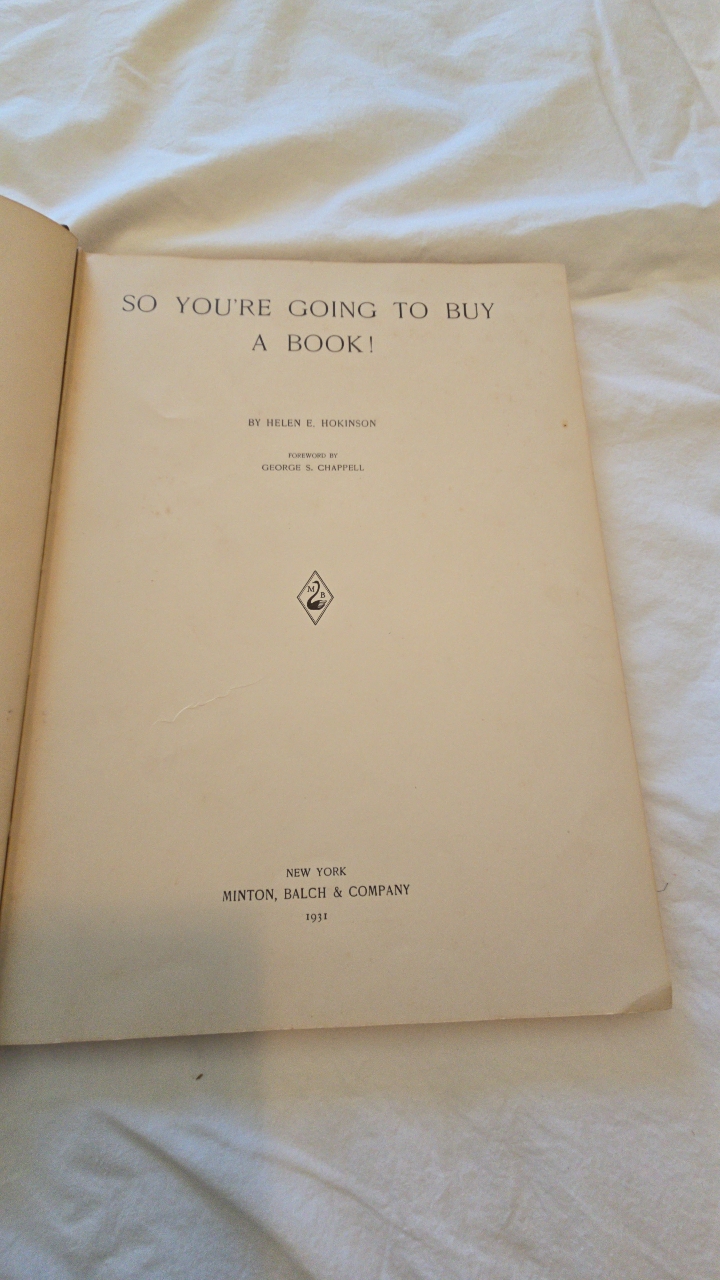 SO YOU'RE GOING TO BUY
A BOOK!
BY HELEN E. HOKINSON
FOREWORD BY
GEORGE S. CHAPPELL
M
B
NEW YORK
MINTON, BALCH & COMPANY
1931